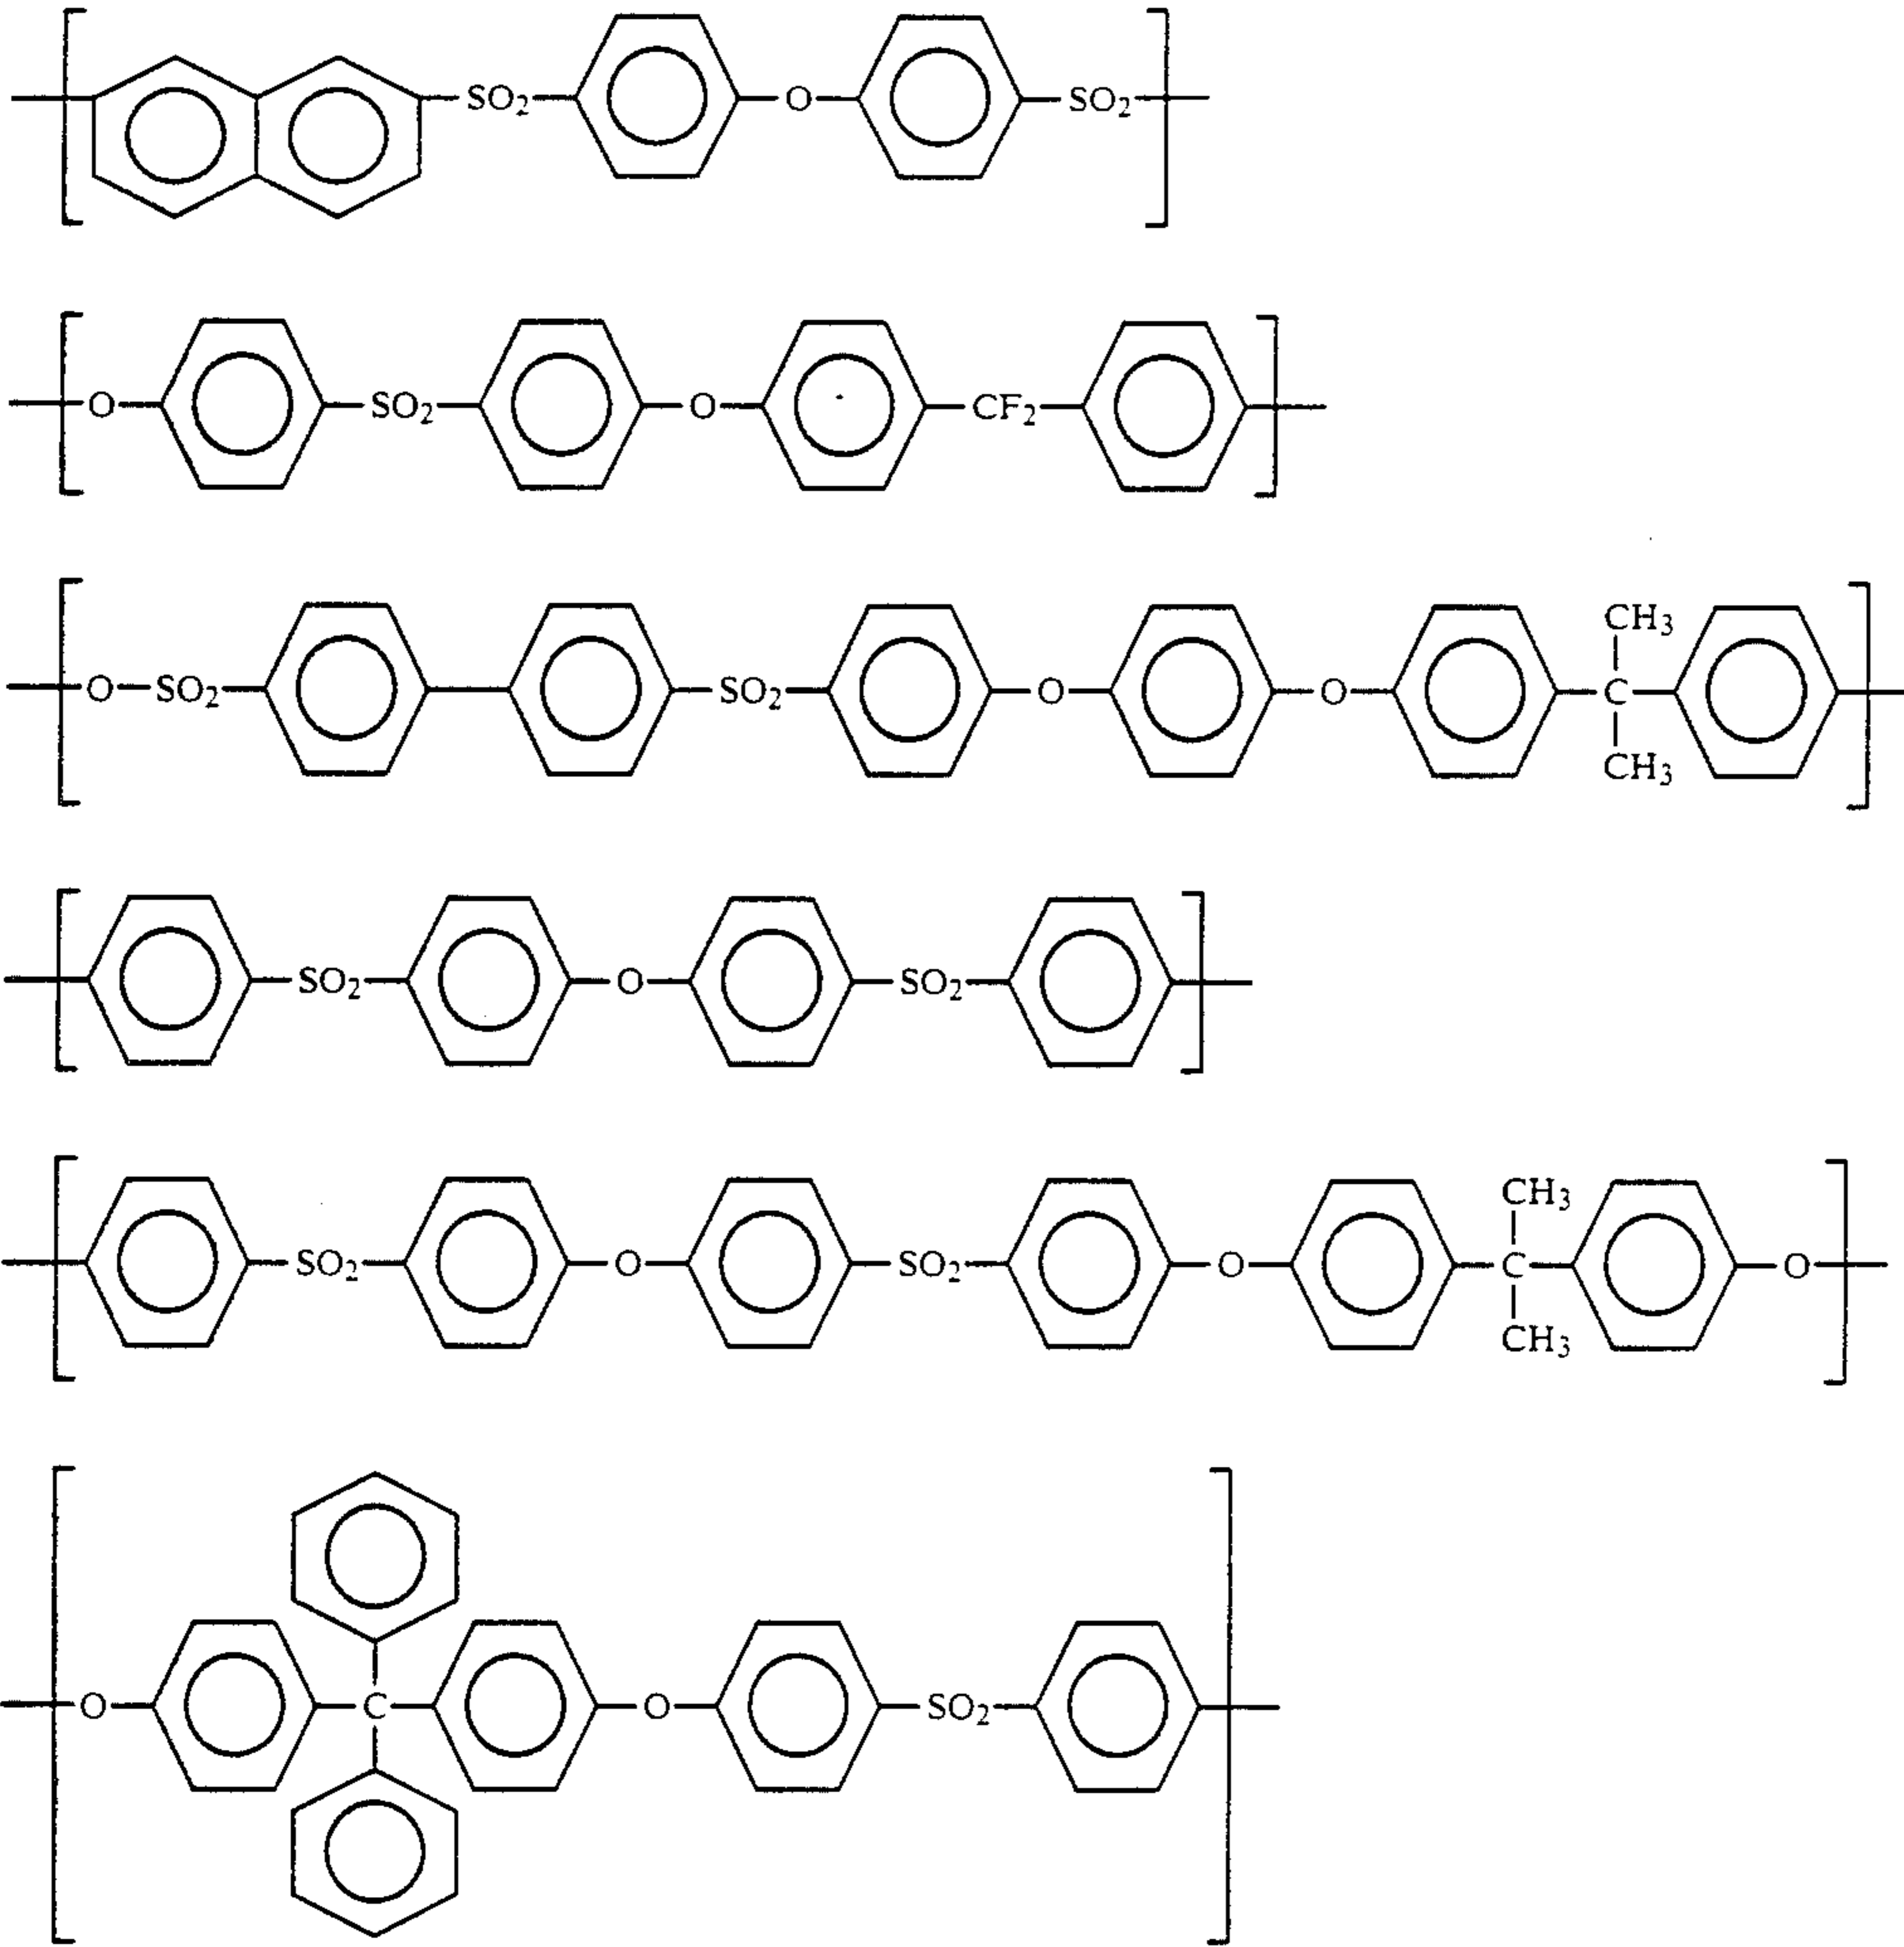 SO₂ O SO₂
O SO₂ O CF₂
CH₃
O SO₂ SO₂ O O C
CH₃
SO₂ O SO₂
CH₃
SO₂ O SO₂ O C O
CH₃
O C O SO₂